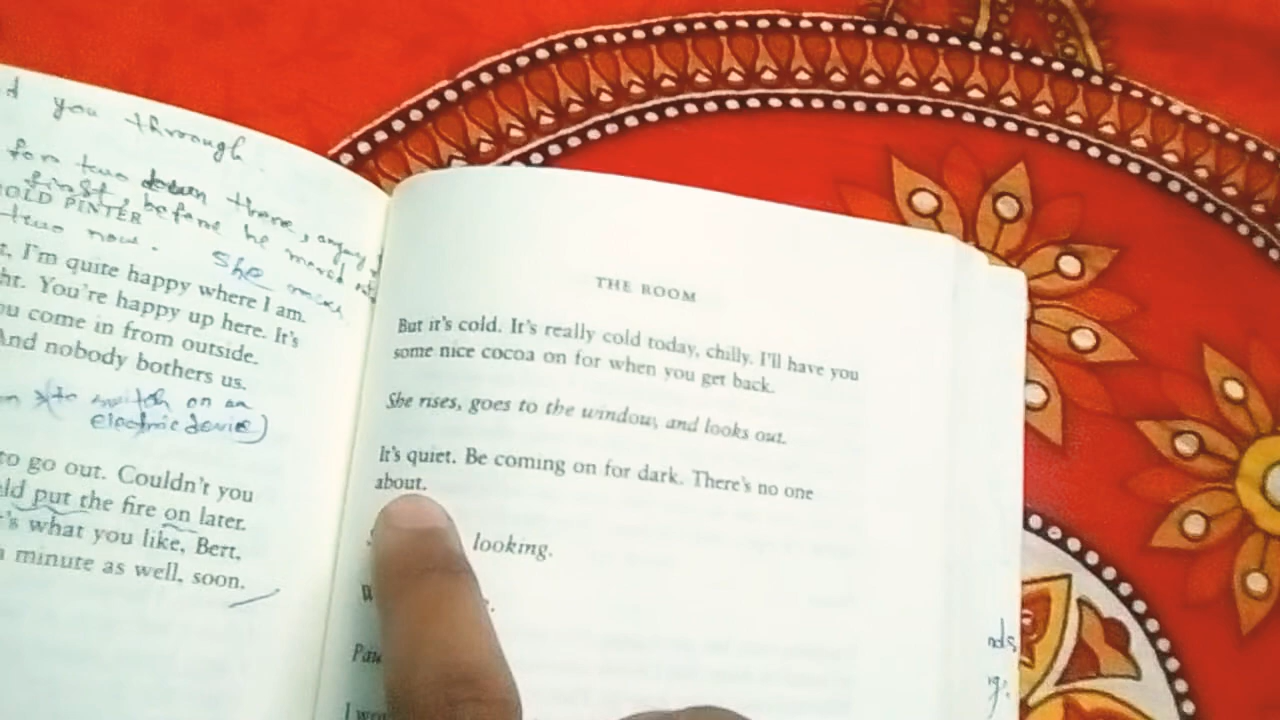 you through
for two down there,
first, before he moved
OLD PINTER
two now.
she
I'm quite happy where I am.
You're happy up here. It's
come in from outside.
And nobody bothers us.
to switch on an
electric device)
to go out. Couldn't you
put the fire on later.
what you like, Bert.
minute as well, soon.
THE ROOM
But it's cold. It's really cold today, chilly. I'll have you
some nice cocoa on for when you get back.
She rises, goes to the window, and looks out.
It's quiet. Be coming on for dark. There's no one
about.
looking.